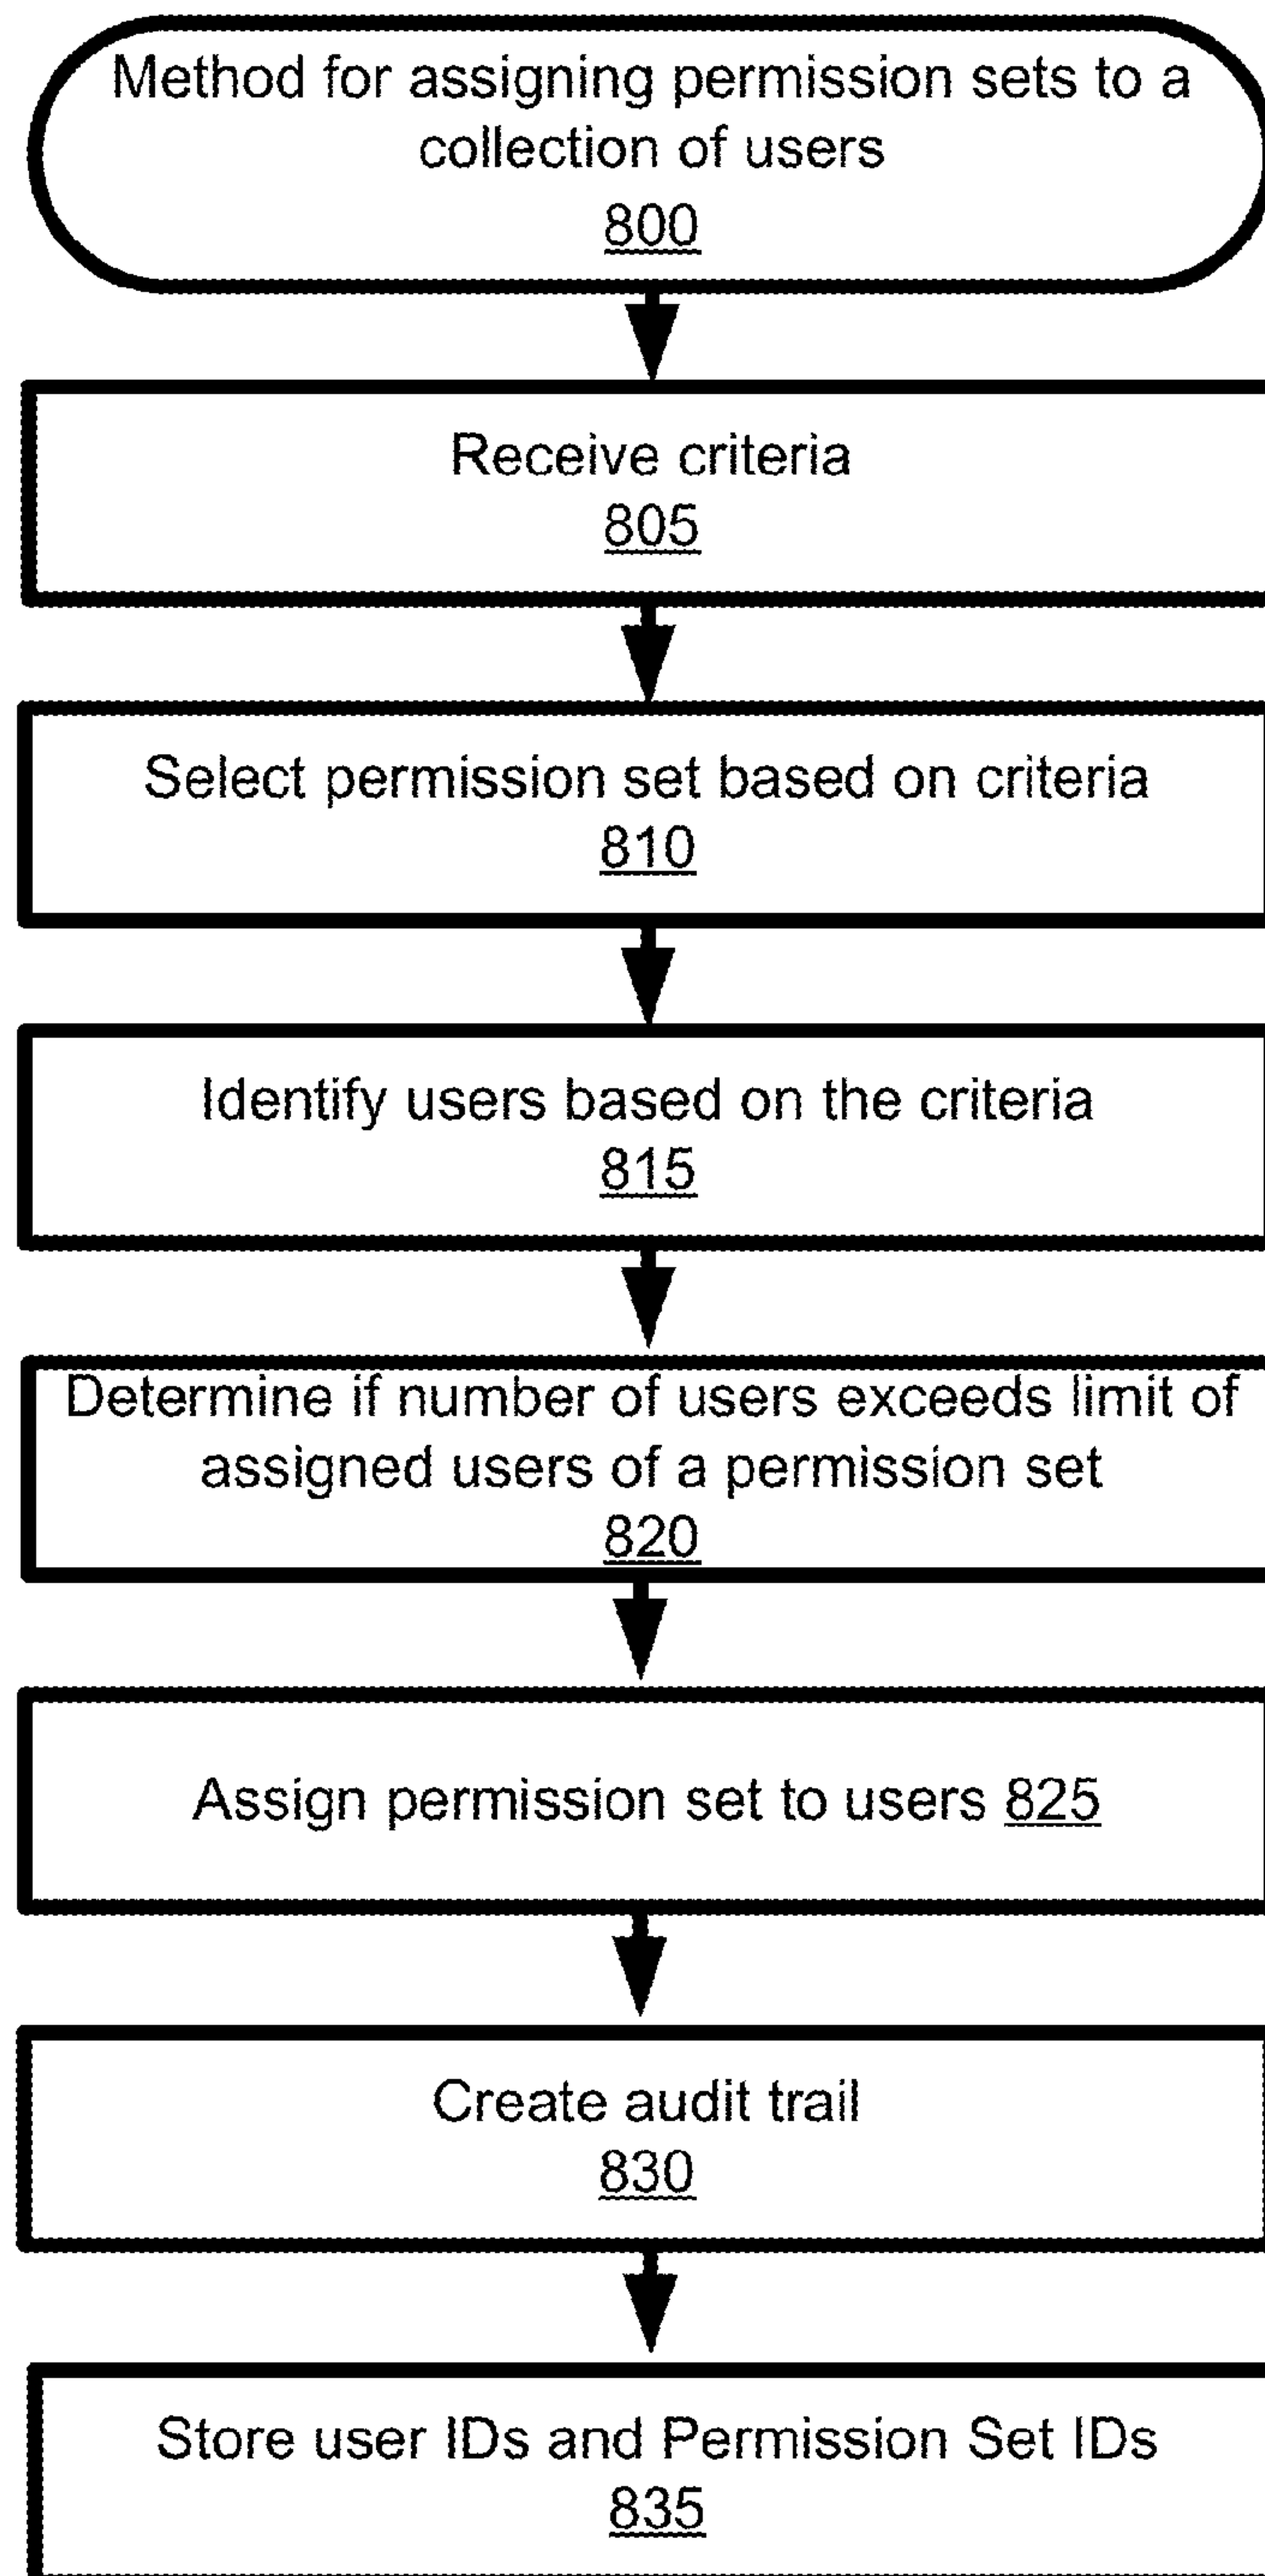 Method for assigning permission sets to a
collection of users
800
Receive criteria
805
Select permission set based on criteria
810
Identify users based on the criteria
815
Determine if number of users exceeds limit of
assigned users of a permission set
820
Assign permission set to users 825
Create audit trail
830
Store user IDs and Permission Set IDs
835